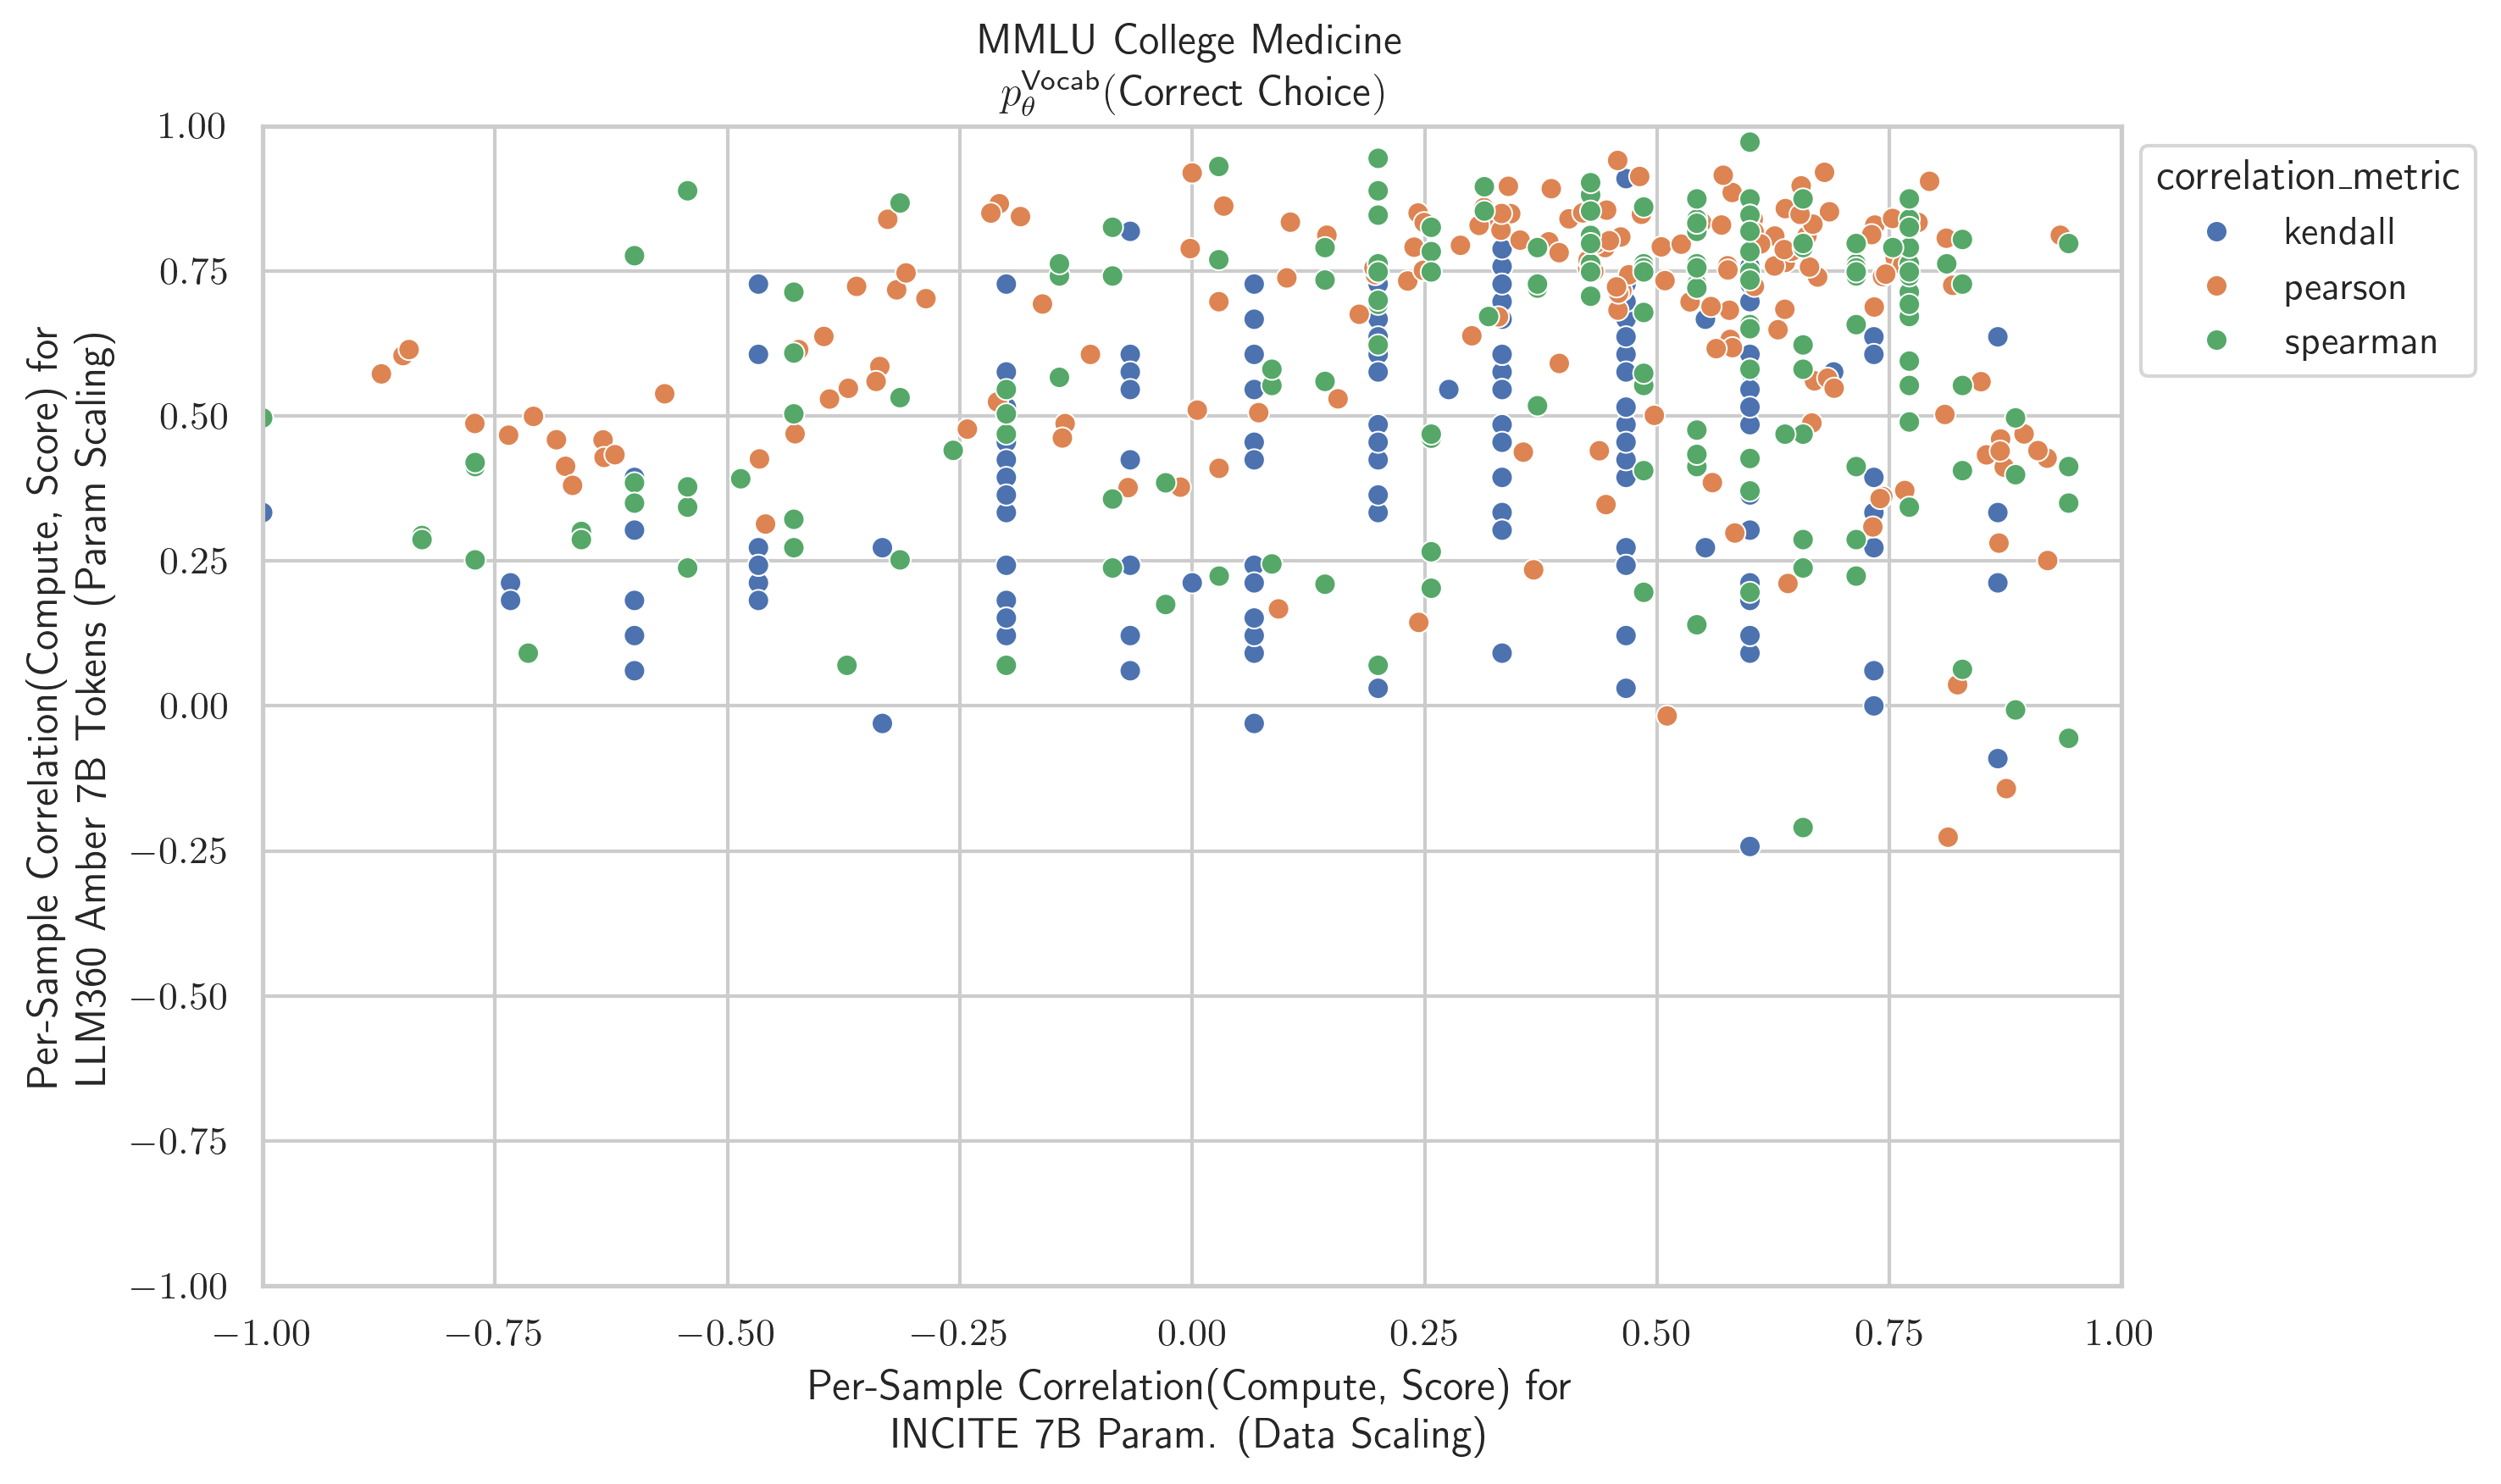 MMLU College Medicine
p_θ^Vocab(Correct Choice)
1.00
0.75
0.50
0.25
0.00
−0.25
−0.50
−0.75
−1.00
Per-Sample Correlation(Compute, Score) for
LLM360 Amber 7B Tokens (Param Scaling)
correlation_metric
kendall
pearson
spearman
−1.00 −0.75 −0.50 −0.25 0.00 0.25 0.50 0.75 1.00
Per-Sample Correlation(Compute, Score) for
INCITE 7B Param. (Data Scaling)